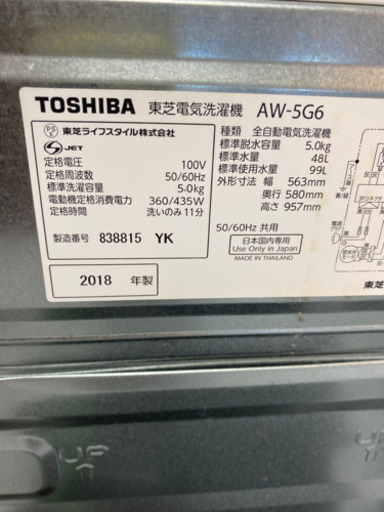 TOSHIBA 東芝電気洗濯機 AW-5G6
PS E 東芝ライフスタイル株式会社
S JET
定格電圧 100V
定格周波数 50/60Hz
標準洗濯容量 5.0kg
電動機定格消費電力 360/435W
定格時間 洗いのみ11分
製造番号 838815 YK
2018 年製
種類 全自動電気洗濯機
標準脱水容量 5.0kg
標準水量 48L
標準使用水量 99L
外形寸法 幅 563mm
奥行 580mm
高さ 957mm
50/60Hz 共用
日本国内専用
Use Only in Japan
MADE IN THAILAND
東芝
UF